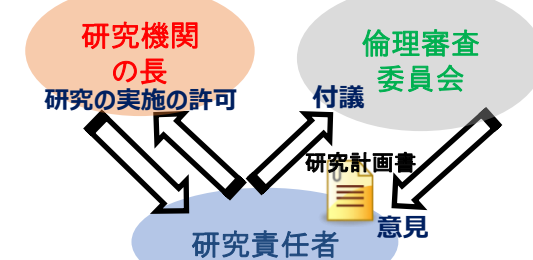 研究機関
の長
研究の実施の許可
倫理審査
委員会
付議
研究計画書
意見
研究責任者